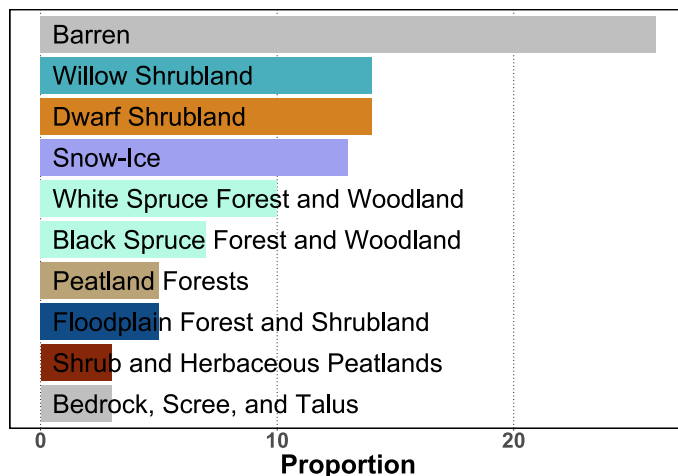 Barren
Willow Shrubland
Dwarf Shrubland
Snow-Ice
White Spruce Forest and Woodland
Black Spruce Forest and Woodland
Peatland Forests
Floodplain Forest and Shrubland
Shrub and Herbaceous Peatlands
Bedrock, Scree, and Talus
0 10 20
Proportion